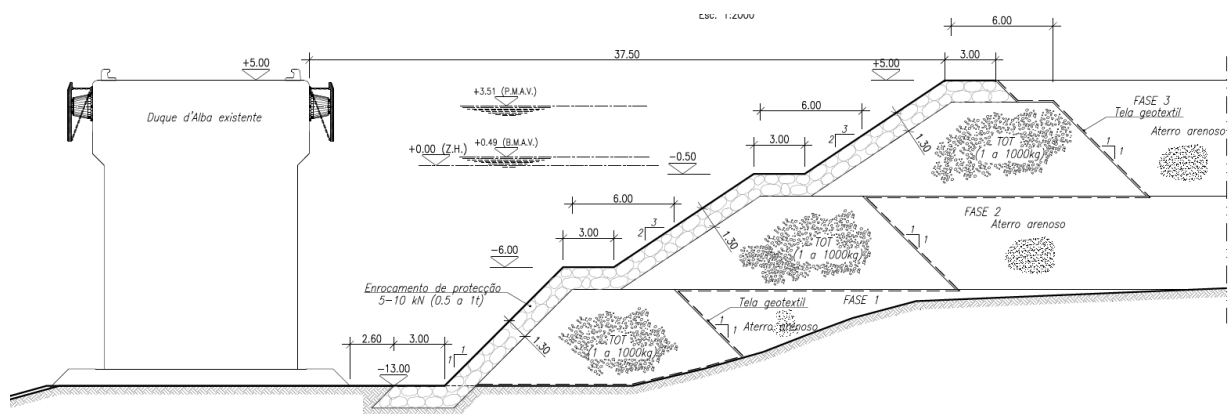 Esc. 1:2000
6.00
37.50
3.00
+5.00
+5.00
+3.51 (P.M.A.V.)
FASE 3
Tela geotextil
Aterro arenoso
Duque d'Alba existente
6.00
3
2
1.30
TOT
(1 a 1000kg)
1
1
+0.49 (B.M.A.V.)
+0.00 (Z.H.)
3.00
-0.50
6.00
3
2
1.30
FASE 2
Aterro arenoso
TOT
(1 a 1000kg)
1
1
3.00
-6.00
Enrocamento de protecção
5-10 kN (0.5 a 1t)
Tela geotextil
FASE 1
Aterro arenoso
1
1
TOT
(1 a 1000kg)
1.30
1
1
2.60
3.00
-13.00